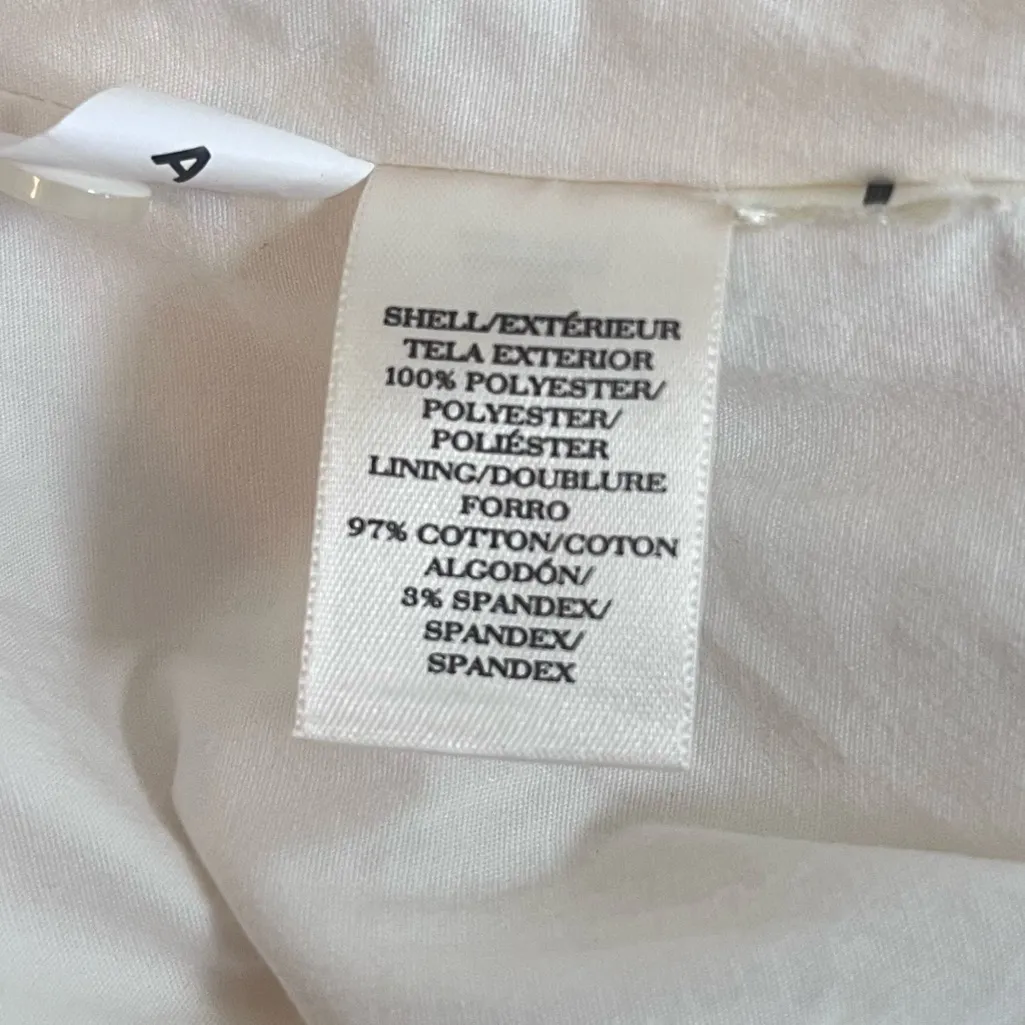 A
SHELL/EXTÉRIEUR
TELA EXTERIOR
100% POLYESTER/
POLYESTER/
POLIÉSTER
LINING/DOUBLURE
FORRO
97% COTTON/COTON
ALGODÓN/
3% SPANDEX/
SPANDEX/
SPANDEX